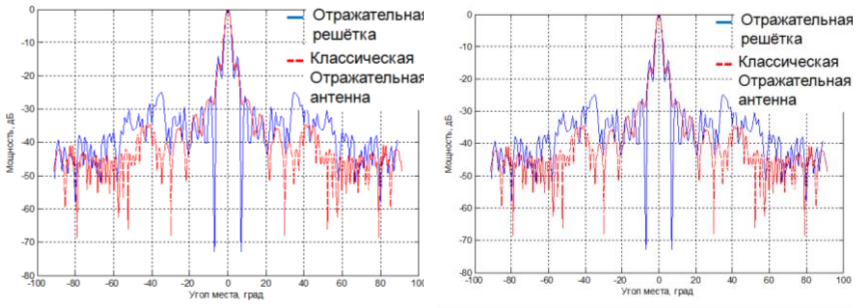 Отражательная
решётка
Классическая
Отражательная
антенна
0
-10
-20
-30
-40
-50
-60
-70
-80
Мощность, дБ
-100 -80 -60 -40 -20 0 20 40 60 80 100
Угол места, град
Отражательная
решётка
Классическая
Отражательная
антенна
0
-10
-20
-30
-40
-50
-60
-70
-80
Мощность, дБ
-100 -80 -60 -40 -20 0 20 40 60 80 100
Угол места, град